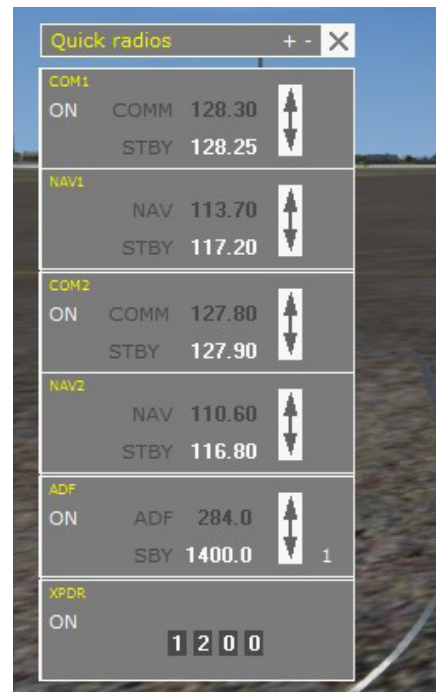 Quick radios + -
COM1
ON COMM 128.30
STBY 128.25
NAV1
NAV 113.70
STBY 117.20
COM2
ON COMM 127.80
STBY 127.90
NAV2
NAV 110.60
STBY 116.80
ADF
ON ADF 284.0
SBY 1400.0 1
XPDR
ON
1 2 0 0